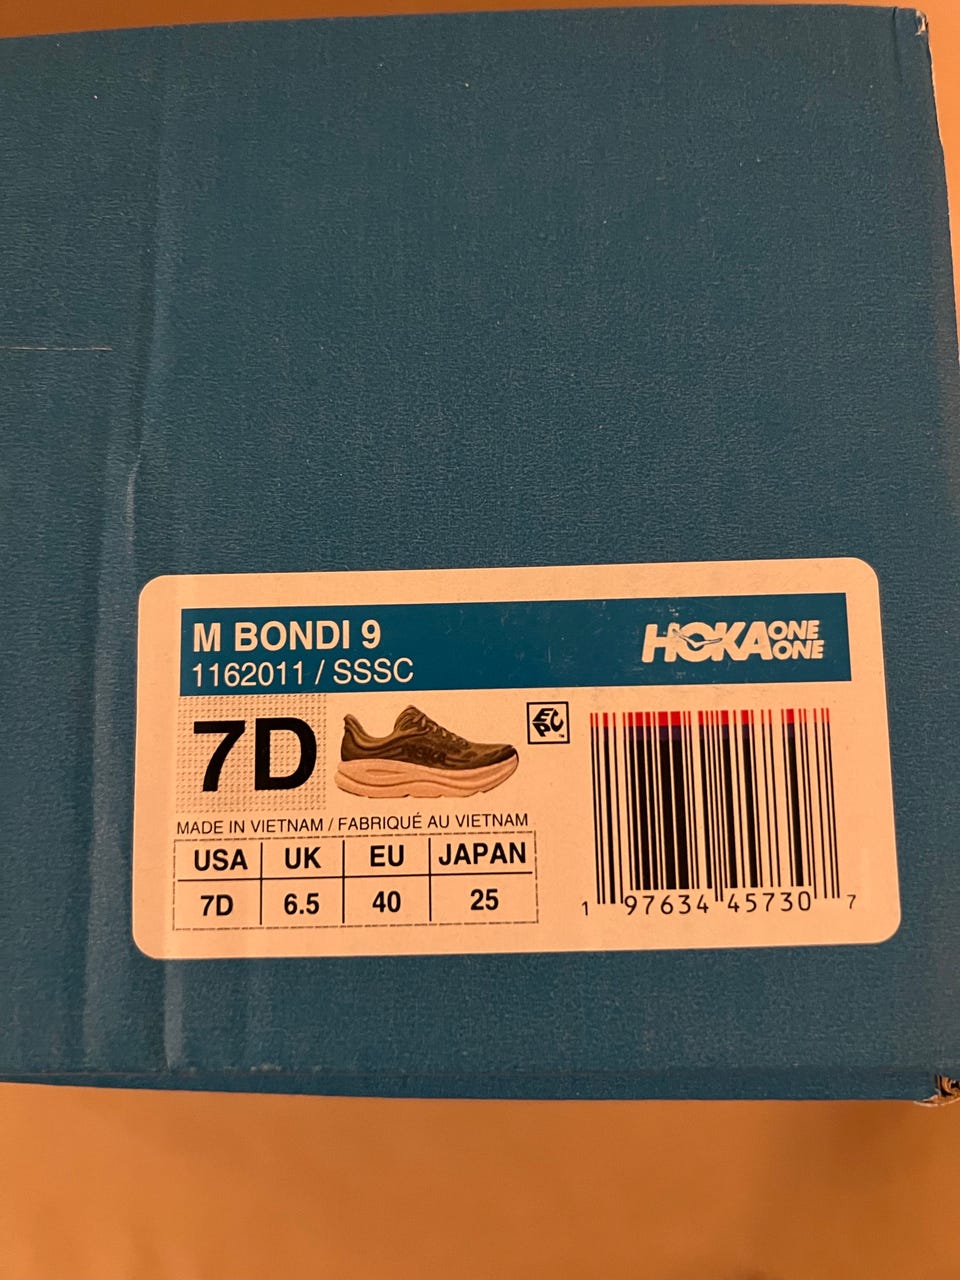 M BONDI 9
1162011 / SSSC
HOKA ONE ONE
7D
EPC™
MADE IN VIETNAM / FABRIQUÉ AU VIETNAM
USA UK EU JAPAN
7D 6.5 40 25
1 97634 45730 7